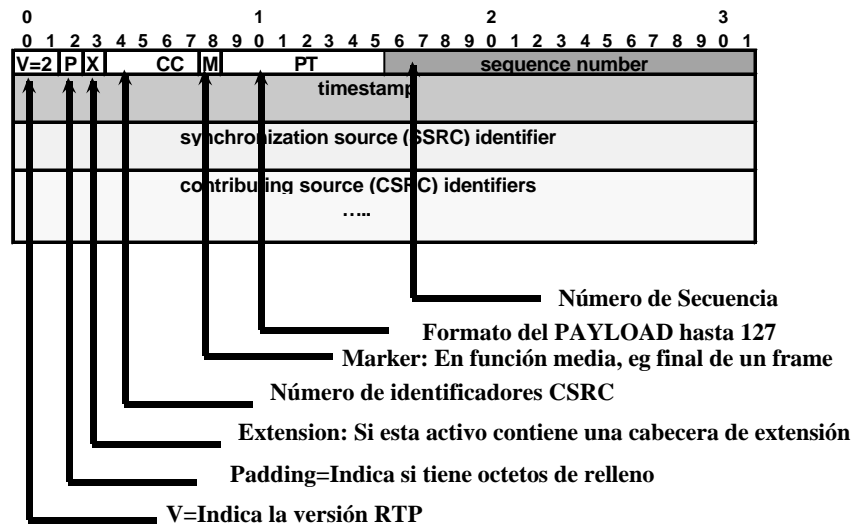 0 1 2 3
0 1 2 3 4 5 6 7 8 9 0 1 2 3 4 5 6 7 8 9 0 1 2 3 4 5 6 7 8 9 0 1
V=2 P X CC M PT sequence number
timestamp
synchronization source (SSRC) identifier
contributing source (CSRC) identifiers
.....
Número de Secuencia
Formato del PAYLOAD hasta 127
Marker: En función media, eg final de un frame
Número de identificadores CSRC
Extension: Si esta activo contiene una cabecera de extensión
Padding=Indica si tiene octetos de relleno
V=Indica la versión RTP